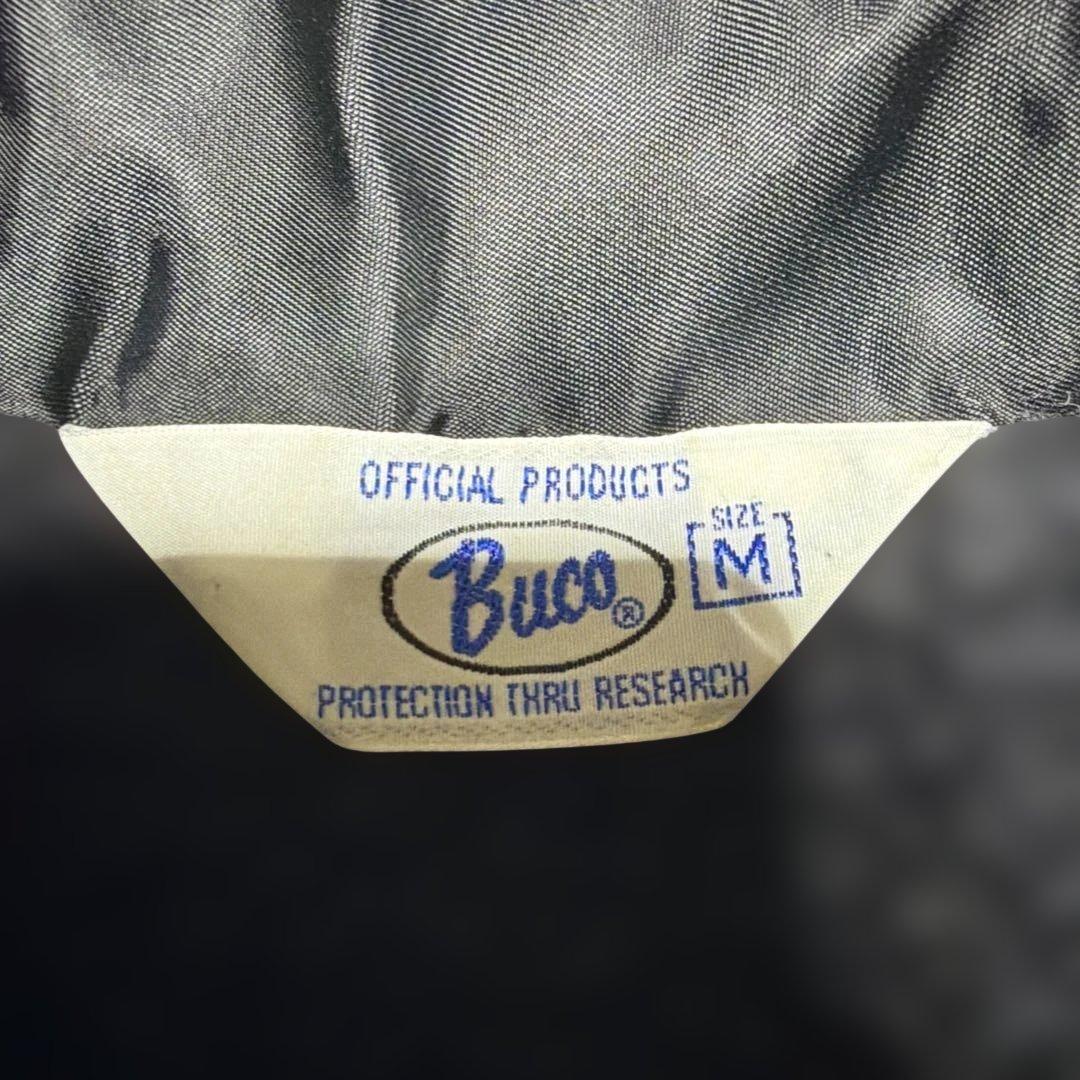 OFFICIAL PRODUCTS
SIZE
M
Buco®
PROTECTION THRU RESEARCH